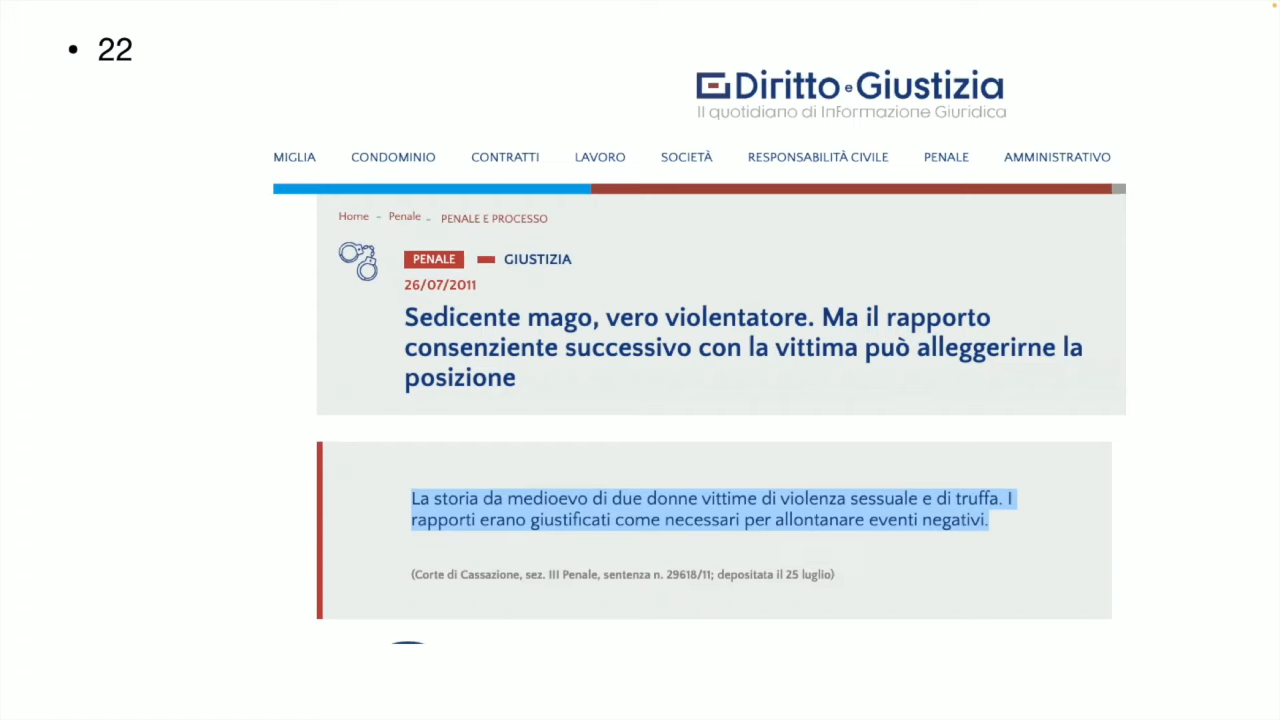 • 22
Diritto e Giustizia
Il quotidiano di InFormazione Giuridica
MIGLIA CONDOMINIO CONTRATTI LAVORO SOCIETÀ RESPONSABILITÀ CIVILE PENALE AMMINISTRATIVO
Home - Penale - PENALE E PROCESSO
PENALE GIUSTIZIA
26/07/2011
Sedicente mago, vero violentatore. Ma il rapporto
consenziente successivo con la vittima può alleggerirne la
posizione
La storia da medioevo di due donne vittime di violenza sessuale e di truffa. I
rapporti erano giustificati come necessari per allontanare eventi negativi.
(Corte di Cassazione, sez. III Penale, sentenza n. 29618/11; depositata il 25 luglio)